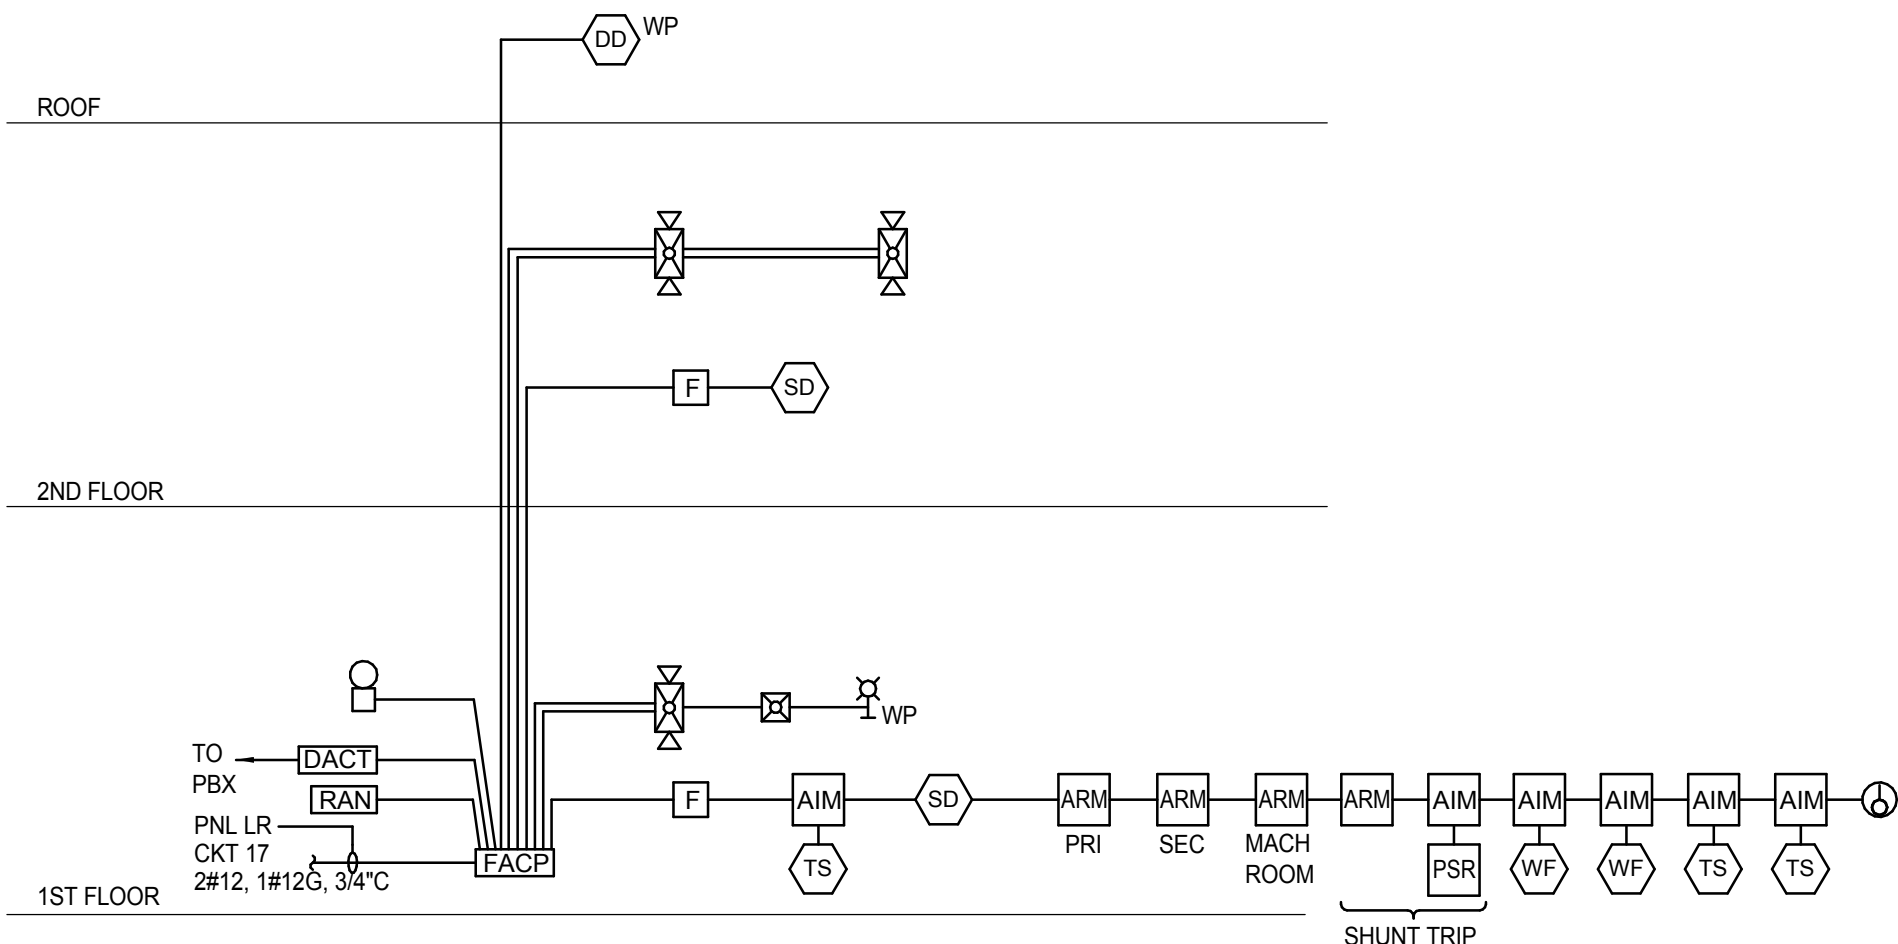 DD WP
ROOF
F SD
2ND FLOOR
WP
TO
PBX
DACT
RAN
F AIM SD ARM ARM ARM ARM AIM AIM AIM AIM AIM
PNL LR
CKT 17
2#12, 1#12G, 3/4"C
FACP
TS
PRI
SEC
MACH
ROOM
PSR WF WF TS TS
1ST FLOOR
SHUNT TRIP